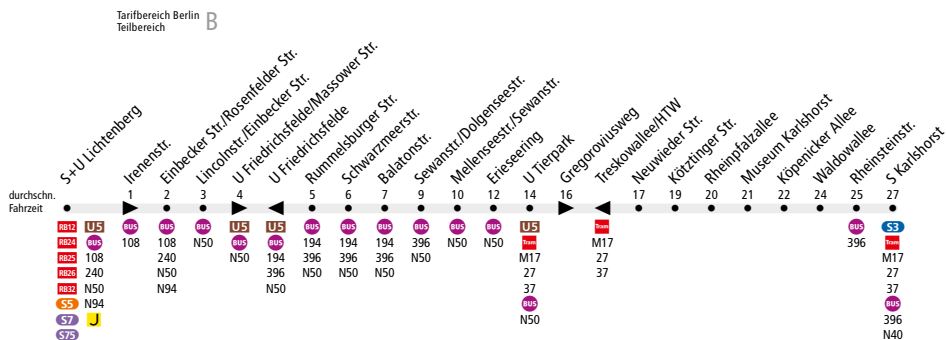 Tarifbereich Berlin
Teilbereich B
S+U Lichtenberg
Irenenstr.
Einbecker Str./Rosenfelder Str.
Lincolnstr./Einbecker Str.
U Friedrichsfelde/Massower Str.
U Friedrichsfelde
Rummelsburger Str.
Schwarzmeerstr.
Balatonstr.
Sewanstr./Dolgenseestr.
Mellenseestr./Sewanstr.
Erieseering
U Tierpark
Gregoroviusweg
Treskowallee/HTW
Neuwieder Str.
Kötztinger Str.
Rheinpfalzallee
Museum Karlshorst
Köpenicker Allee
Waldowallee
Rheinsteinstr.
S Karlshorst
durchschn. 1 2 3 4 5 6 7 9 10 12 14 16 17 19 20 21 22 24 25 27
Fahrzeit
RB12 U5 BUS BUS BUS U5 U5 BUS BUS BUS BUS BUS BUS U5 Tram BUS S3
RB24 BUS 108 108 N50 BUS BUS 194 194 194 396 N50 N50 Tram M17 396 Tram
RB25 108 240 N50 194 396 396 396 N50 M17 27 M17
RB26 240 N50 396 N50 N50 N50 27 37 27
RB32 N50 N94 N50 37 37
S5 N94 BUS BUS
S7 J N50 396
S75 N40